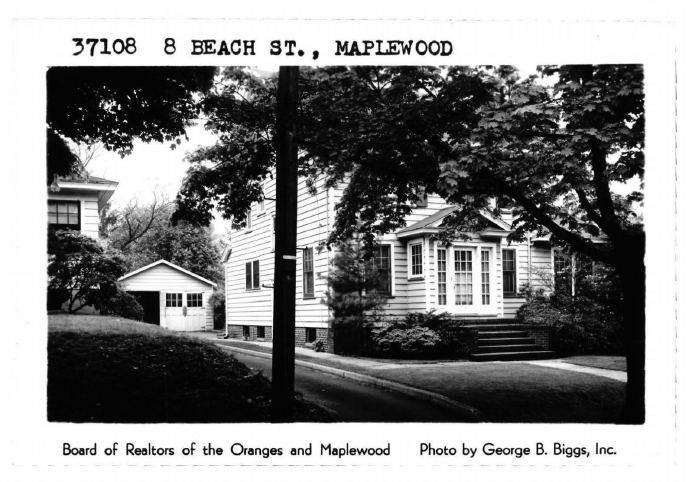 37108 8 BEACH ST., MAPLEWOOD
Board of Realtors of the Oranges and Maplewood Photo by George B. Biggs, Inc.